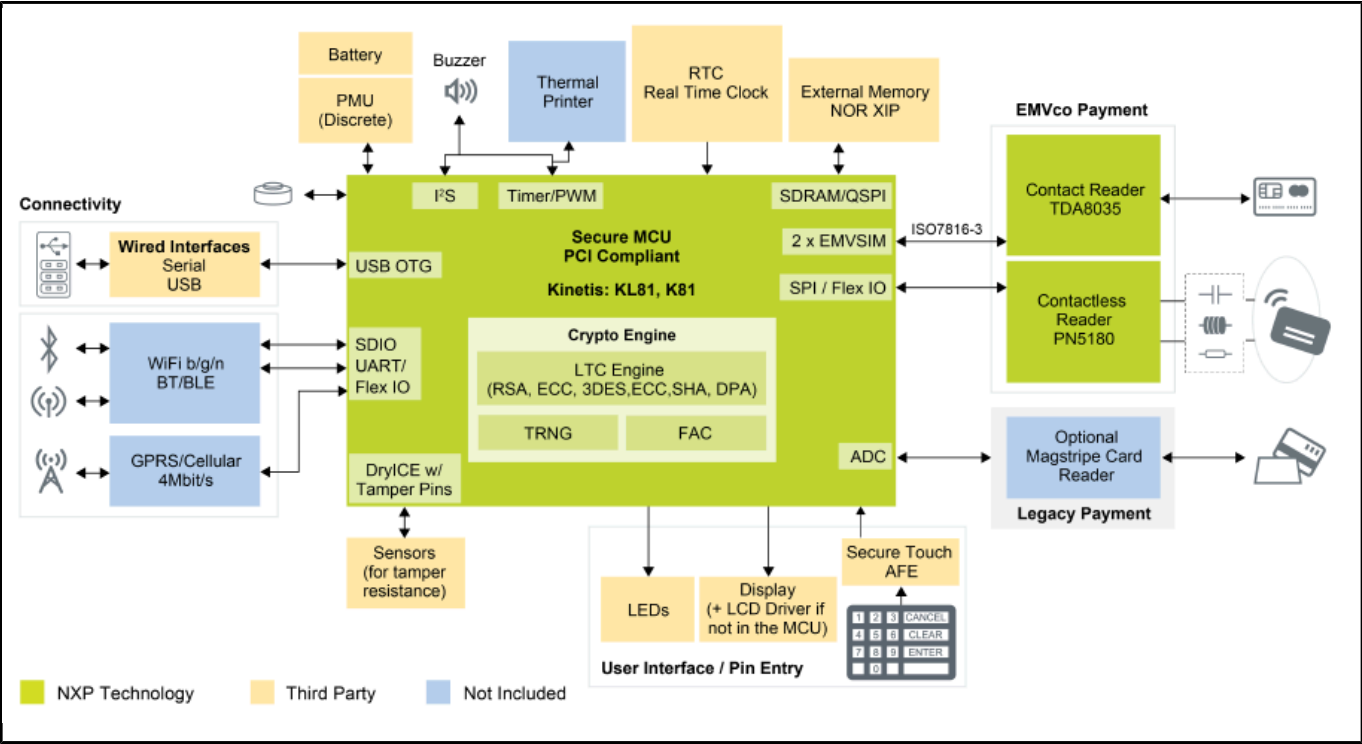 Battery
PMU
(Discrete)
Buzzer
Thermal
Printer
RTC
Real Time Clock
External Memory
NOR XIP
EMVco Payment
Contact Reader
TDA8035
Contactless
Reader
PN5180
ISO7816-3
Connectivity
Wired Interfaces
Serial
USB
WiFi b/g/n
BT/BLE
GPRS/Cellular
4Mbit/s
I²S
Timer/PWM
SDRAM/QSPI
Secure MCU
PCI Compliant
Kinetis: KL81, K81
2 x EMVSIM
SPI / Flex IO
USB OTG
SDIO
UART/
Flex IO
Crypto Engine
LTC Engine
(RSA, ECC, 3DES,ECC,SHA, DPA)
TRNG
FAC
ADC
DryICE w/
Tamper Pins
Optional
Magstripe Card
Reader
Legacy Payment
Sensors
(for tamper
resistance)
LEDs
Display
(+ LCD Driver if
not in the MCU)
Secure Touch
AFE
1 2 3 CANCEL
4 5 6 CLEAR
7 8 9 ENTER
0
User Interface / Pin Entry
NXP Technology
Third Party
Not Included